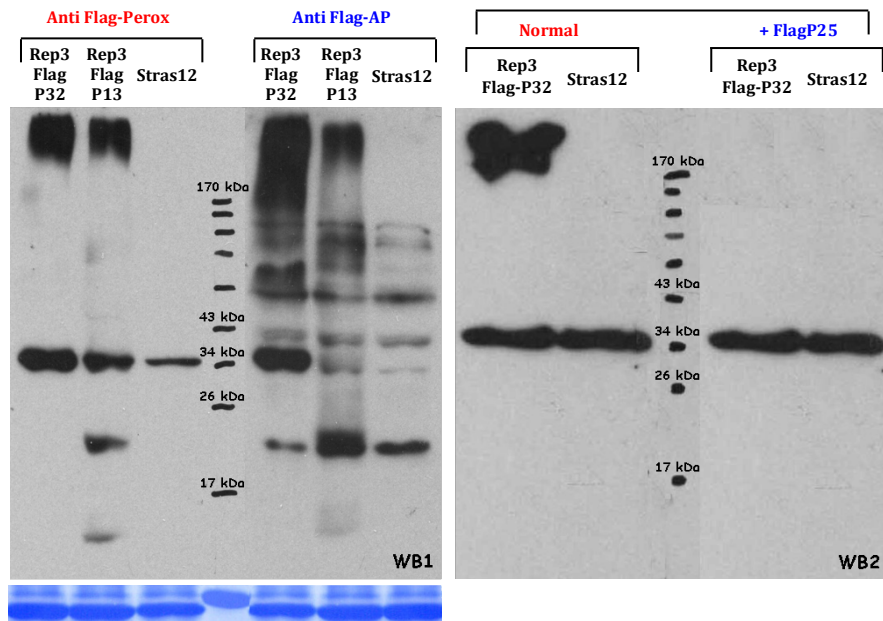 Anti Flag-Perox
Anti Flag-AP
Rep3 Flag P32
Rep3 Flag P13
Stras12
Rep3 Flag P32
Rep3 Flag P13
Stras12
170 kDa
43 kDa
34 kDa
26 kDa
17 kDa
WB1
Normal
+ FlagP25
Rep3 Flag-P32
Stras12
Rep3 Flag-P32
Stras12
170 kDa
43 kDa
34 kDa
26 kDa
17 kDa
WB2